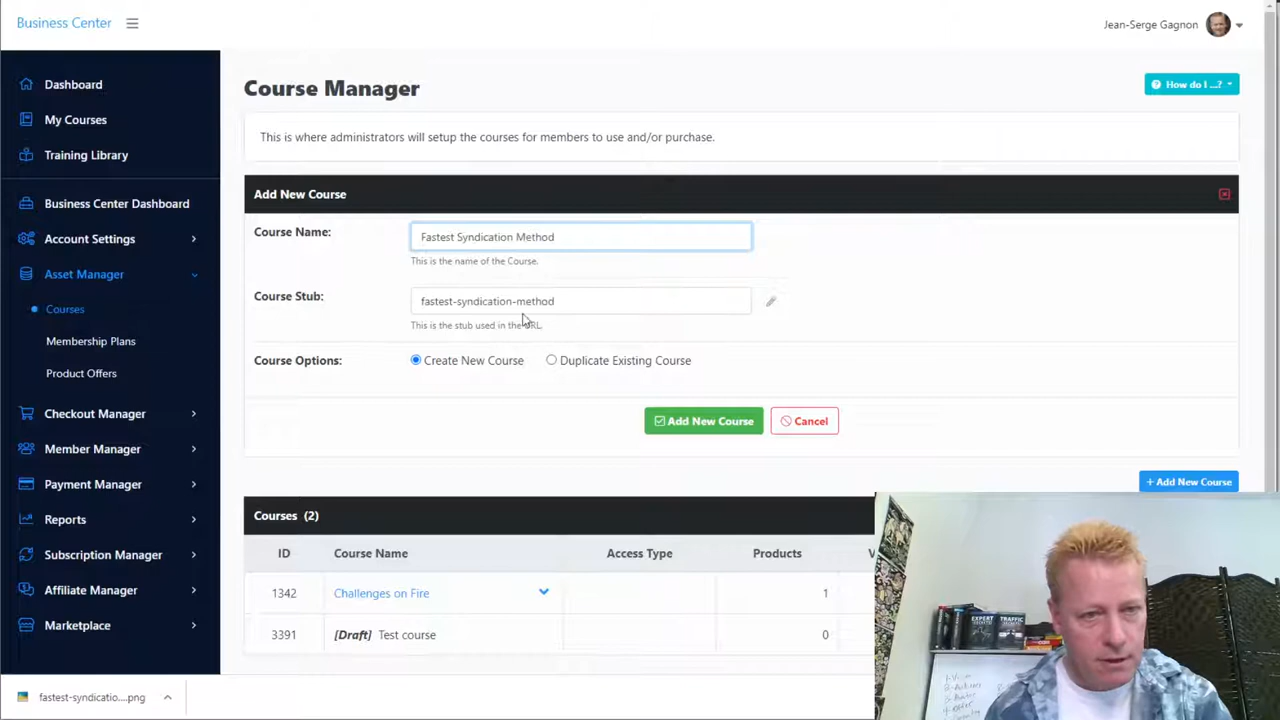 Business Center
Jean-Serge Gagnon
Dashboard
My Courses
Training Library
Business Center Dashboard
Account Settings
Asset Manager
Courses
Membership Plans
Product Offers
Checkout Manager
Member Manager
Payment Manager
Reports
Subscription Manager
Affiliate Manager
Marketplace
Course Manager
How do I ...?
This is where administrators will setup the courses for members to use and/or purchase.
Add New Course
Course Name:
Fastest Syndication Method
This is the name of the Course.
Course Stub:
fastest-syndication-method
This is the stub used in the URL.
Course Options:
Create New Course
Duplicate Existing Course
Add New Course
Cancel
+ Add New Course
Courses (2)
ID Course Name Access Type Products
1342 Challenges on Fire 1
3391 [Draft] Test course 0
EXPERT
SECRETS
TRAFFIC
SECRETS
fastest-syndicatio....png